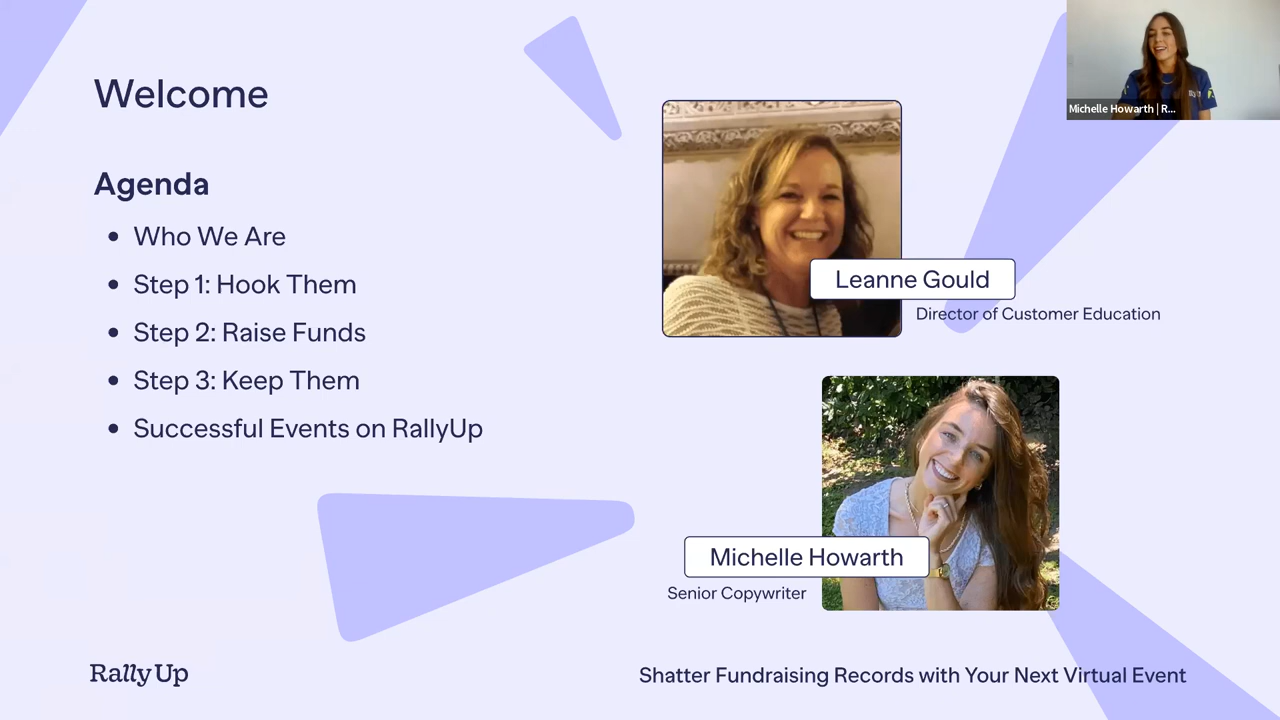 Welcome
Agenda
• Who We Are
• Step 1: Hook Them
• Step 2: Raise Funds
• Step 3: Keep Them
• Successful Events on RallyUp
Michelle Howarth | R...
Leanne Gould
Director of Customer Education
Michelle Howarth
Senior Copywriter
RallyUp
Shatter Fundraising Records with Your Next Virtual Event